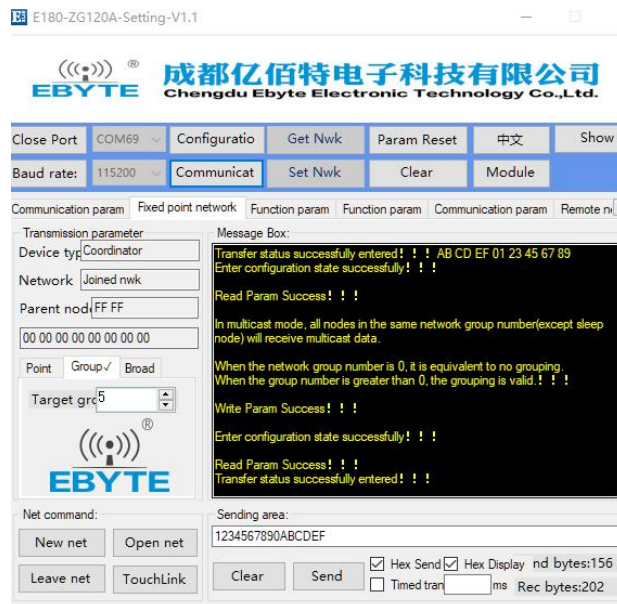 E180-ZG120A-Setting-V1.1
((•)) ®
EBYTE
成都亿佰特电子科技有限公司
Chengdu Ebyte Electronic Technology Co.,Ltd.
Close Port COM69 Configuratio Get Nwk Param Reset 中文 Show
Baud rate: 115200 Communicat Set Nwk Clear Module
Communication param Fixed point network Function param Function param Communication param Remote n
Transmission parameter
Device typ Coordinator
Network Joined nwk
Parent nod FF FF
00 00 00 00 00 00 00 00
Point Group✓ Broad
Target gr 5
((•)) ®
EBYTE
Message Box:
Transfer status successfully entered！！！ AB CD EF 01 23 45 67 89
Enter configuration state successfully！！！
Read Param Success！！！
In multicast mode, all nodes in the same network group number(except sleep
node) will receive multicast data.
When the network group number is 0, it is equivalent to no grouping.
When the group number is greater than 0, the grouping is valid.！！！
Write Param Success！！！
Enter configuration state successfully！！！
Read Param Success！！！
Transfer status successfully entered！！！
Net command:
New net Open net
Leave net TouchLink
Sending area:
1234567890ABCDEF
Clear Send
Hex Send Hex Display nd bytes:156
Timed tran ms Rec bytes:202